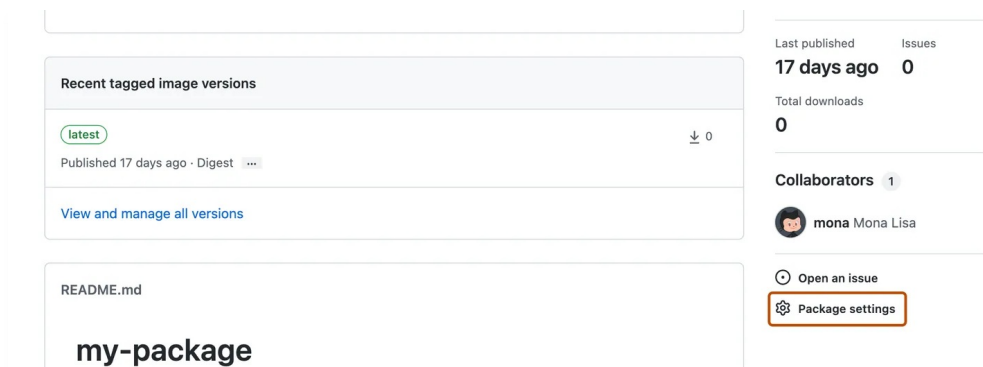 Recent tagged image versions
latest
0
Published 17 days ago · Digest ...
View and manage all versions
README.md
my-package
Last published Issues
17 days ago 0
Total downloads
0
Collaborators 1
mona Mona Lisa
Open an issue
Package settings